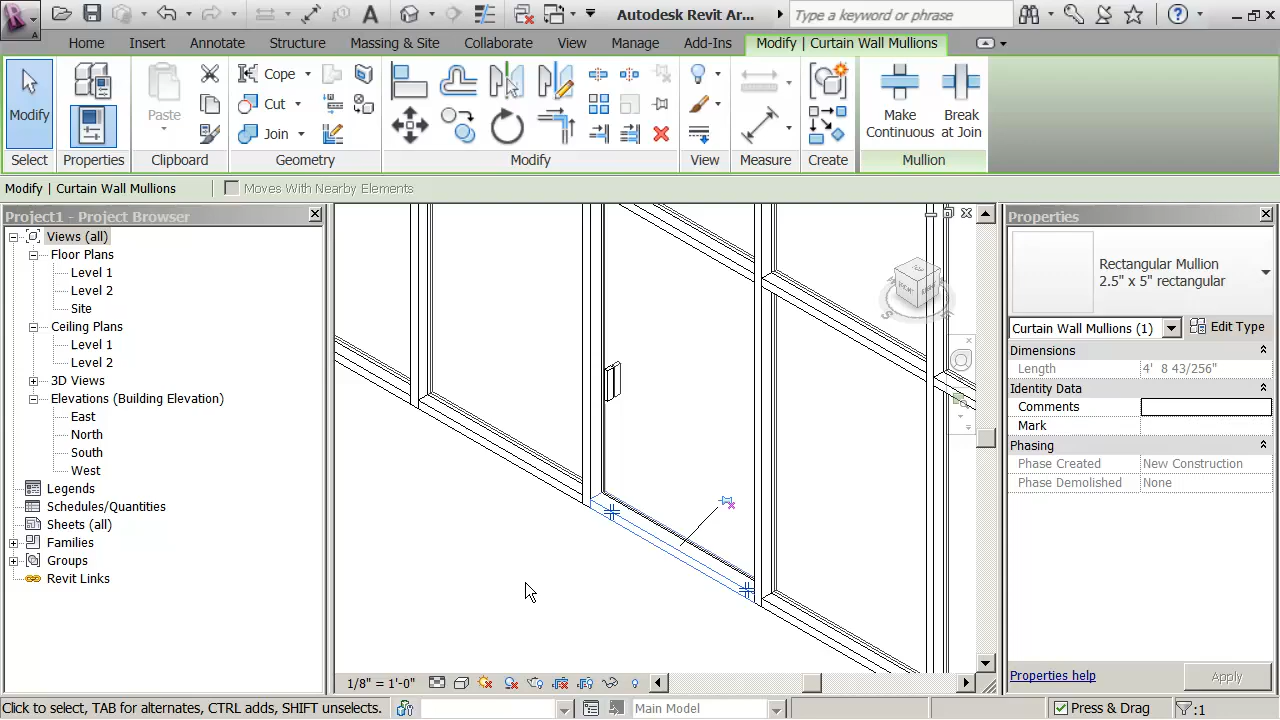 Autodesk Revit Ar...
Type a keyword or phrase
Home
Insert
Annotate
Structure
Massing & Site
Collaborate
View
Manage
Add-Ins
Modify | Curtain Wall Mullions
Modify
Paste
Cope
Cut
Join
Make Continuous
Break at Join
Select
Properties
Clipboard
Geometry
Modify
View
Measure
Create
Mullion
Modify | Curtain Wall Mullions
Moves With Nearby Elements
Project1 - Project Browser
Views (all)
Floor Plans
Level 1
Level 2
Site
Ceiling Plans
Level 1
Level 2
3D Views
Elevations (Building Elevation)
East
North
South
West
Legends
Schedules/Quantities
Sheets (all)
Families
Groups
Revit Links
Properties
Rectangular Mullion
2.5" x 5" rectangular
Curtain Wall Mullions (1)
Edit Type
Dimensions
Length 4' 8 43/256"
Identity Data
Comments
Mark
Phasing
Phase Created New Construction
Phase Demolished None
Properties help
Apply
1/8" = 1'-0"
Click to select, TAB for alternates, CTRL adds, SHIFT unselects.
Main Model
Press & Drag
:1